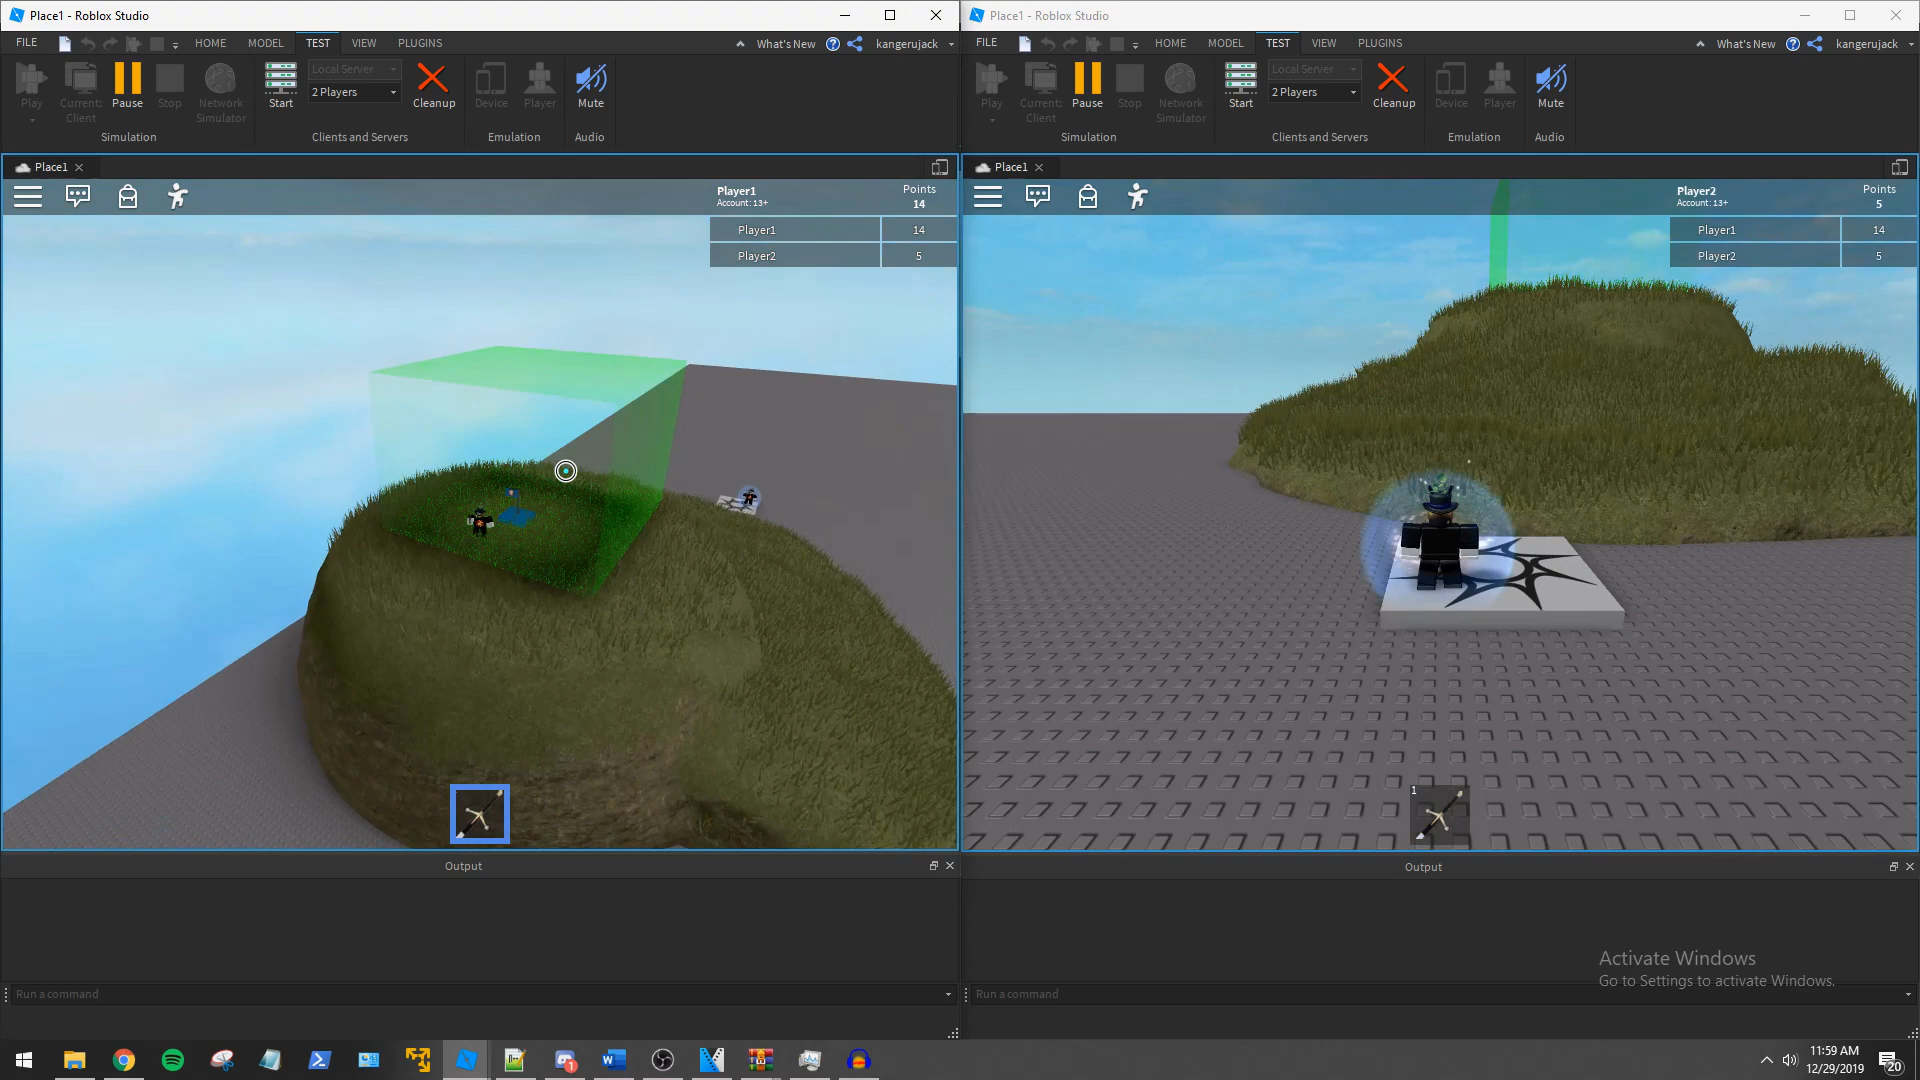 Place1 - Roblox Studio
FILE HOME MODEL TEST VIEW PLUGINS What's New kangerujack
Play Current: Client Pause Stop Network Simulator Start Local Server 2 Players Cleanup Device Player Mute
Simulation Clients and Servers Emulation Audio
Place1
Player1 Points
Account: 13+ 14
Player1 14
Player2 5
Output
Run a command
Place1 - Roblox Studio
FILE HOME MODEL TEST VIEW PLUGINS What's New kangerujack
Play Current: Client Pause Stop Network Simulator Start Local Server 2 Players Cleanup Device Player Mute
Simulation Clients and Servers Emulation Audio
Place1
Player2 Points
Account: 13+ 5
Player1 14
Player2 5
1
Output
Activate Windows
Go to Settings to activate Windows.
Run a command
1
11:59 AM
12/29/2019
20